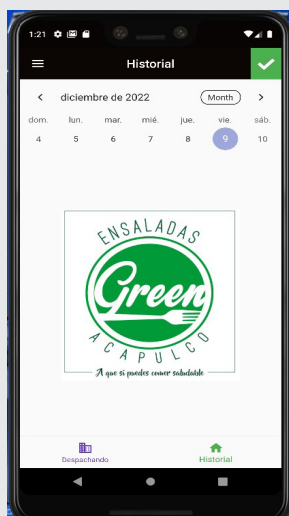 1:21
Historial
diciembre de 2022 Month
dom. lun. mar. mié. jue. vie. sáb.
4 5 6 7 8 9 10
ENSALADAS
Green
ACAPULCO
A que si puedes comer saludable
Despachando Historial